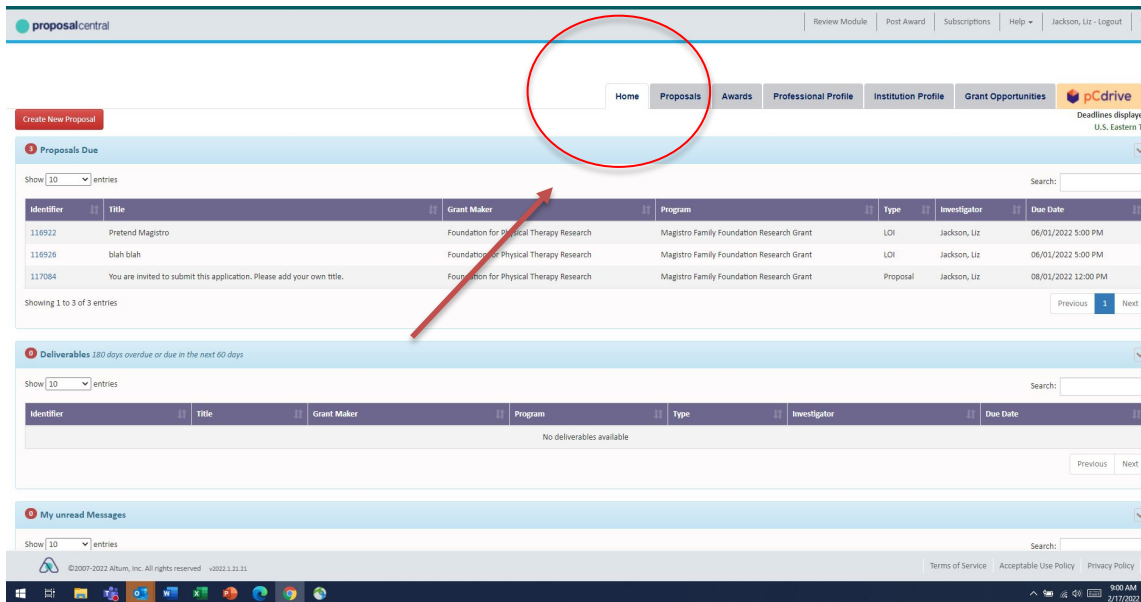 proposalcentral
Review Module Post Award Subscriptions Help Jackson, Liz - Logout
Home Proposals Awards Professional Profile Institution Profile Grant Opportunities pCdrive
Create New Proposal
Deadlines displaye
U.S. Eastern T
3 Proposals Due
Show 10 entries Search:
Identifier Title Grant Maker Program Type Investigator Due Date
116922 Pretend Magistro Foundation for Physical Therapy Research Magistro Family Foundation Research Grant LOI Jackson, Liz 06/01/2022 5:00 PM
116926 blah blah Foundation for Physical Therapy Research Magistro Family Foundation Research Grant LOI Jackson, Liz 06/01/2022 5:00 PM
117084 You are invited to submit this application. Please add your own title. Foundation for Physical Therapy Research Magistro Family Foundation Research Grant Proposal Jackson, Liz 08/01/2022 12:00 PM
Showing 1 to 3 of 3 entries Previous 1 Next
0 Deliverables 180 days overdue or due in the next 60 days
Show 10 entries Search:
Identifier Title Grant Maker Program Type Investigator Due Date
No deliverables available
Previous Next
0 My unread Messages
Show 10 entries Search:
©2007-2022 Altum, Inc. All rights reserved v2022.1.21.21 Terms of Service Acceptable Use Policy Privacy Policy
9:00 AM
2/17/2022